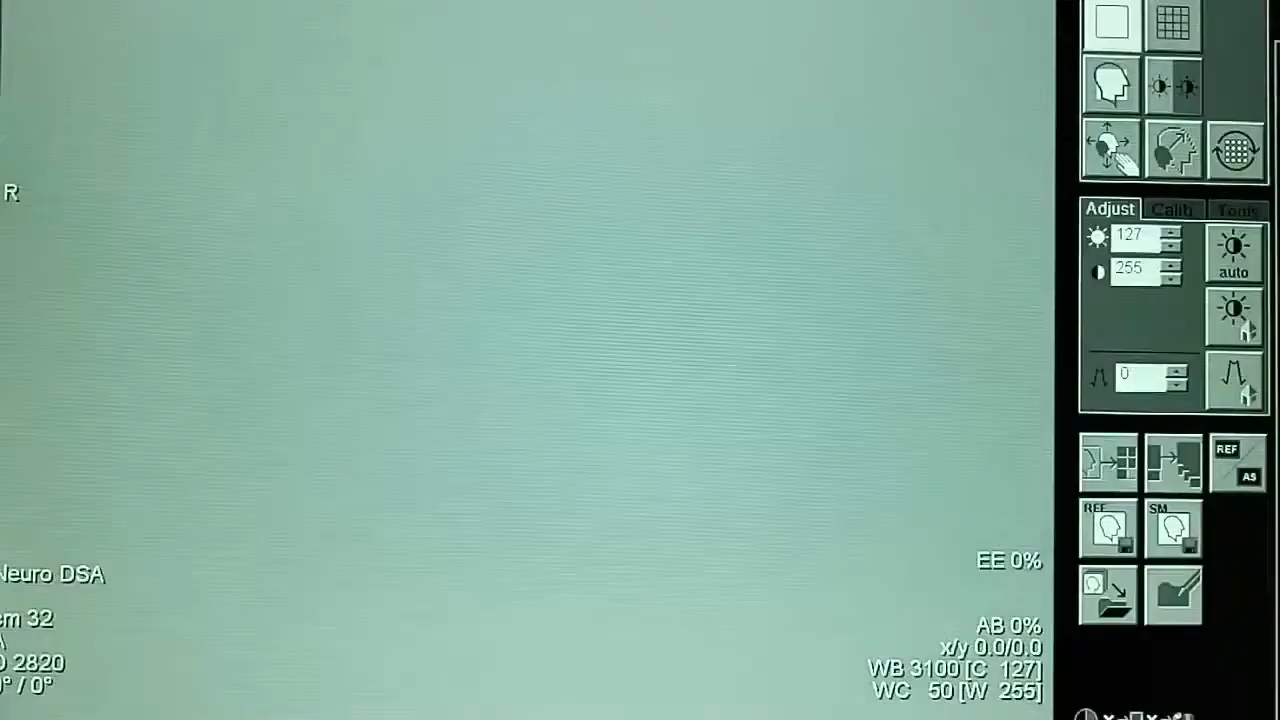 R
Adjust Calib Tools
127
255
auto
0
REF
AS
REF
SM
Neuro DSA
EE 0%
em 32
AB 0%
x/y 0.0/0.0
2820
WB 3100 [C 127]
0° / 0°
WC 50 [W 255]